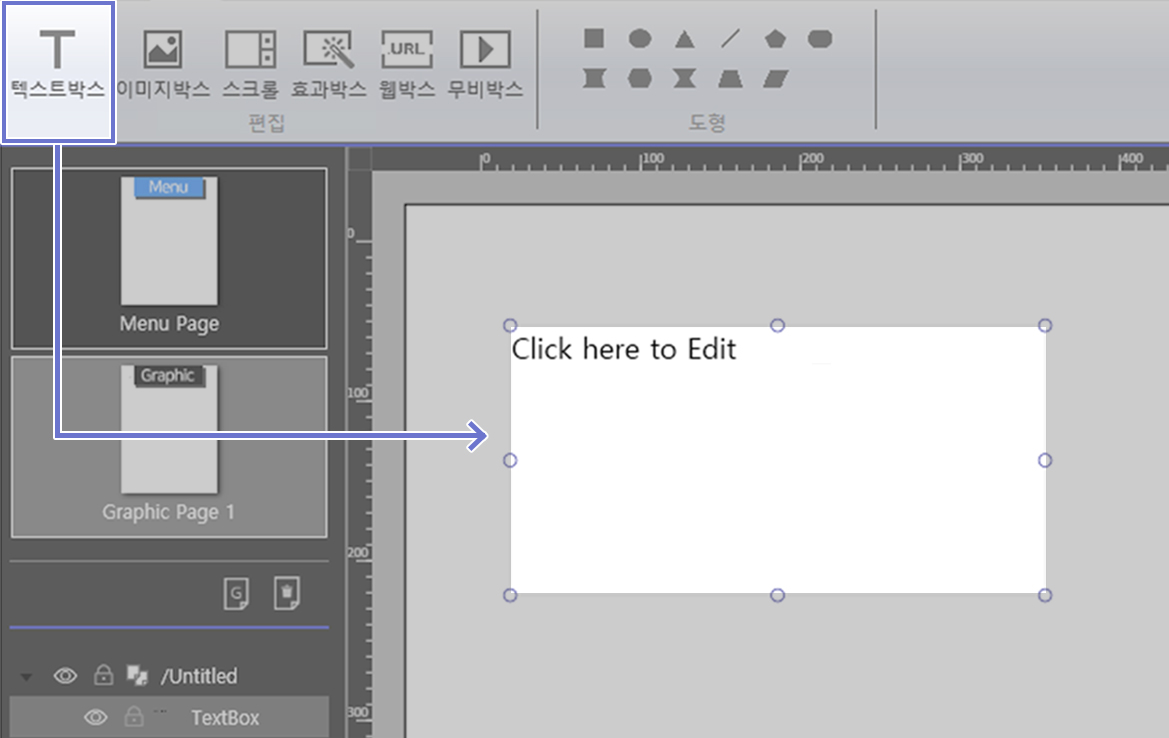 텍스트박스 이미지박스 스크롤 효과박스 .URL 웹박스 무비박스
편집 도형
0 100 200 300 400
Menu
Menu Page
0
Graphic
100
Graphic Page 1
200
G
/Untitled
TextBox
300
Click here to Edit